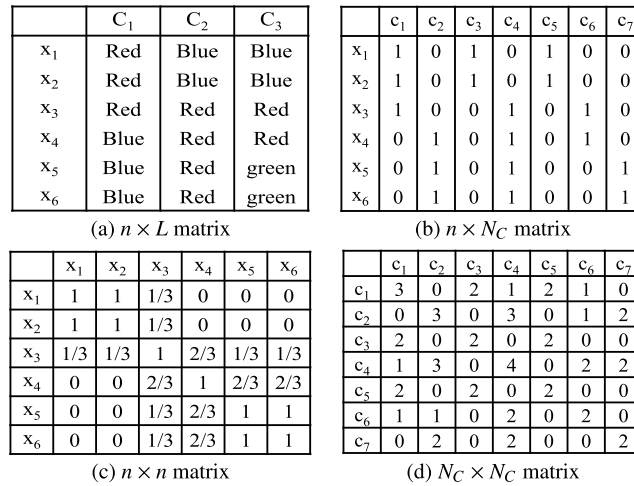 C1 C2 C3
x1 Red Blue Blue
x2 Red Blue Blue
x3 Red Red Red
x4 Blue Red Red
x5 Blue Red green
x6 Blue Red green
(a) n × L matrix
c1 c2 c3 c4 c5 c6 c7
x1 1 0 1 0 1 0 0
x2 1 0 1 0 1 0 0
x3 1 0 0 1 0 1 0
x4 0 1 0 1 0 1 0
x5 0 1 0 1 0 0 1
x6 0 1 0 1 0 0 1
(b) n × NC matrix
x1 x2 x3 x4 x5 x6
x1 1 1 1/3 0 0 0
x2 1 1 1/3 0 0 0
x3 1/3 1/3 1 2/3 1/3 1/3
x4 0 0 2/3 1 2/3 2/3
x5 0 0 1/3 2/3 1 1
x6 0 0 1/3 2/3 1 1
(c) n × n matrix
c1 c2 c3 c4 c5 c6 c7
c1 3 0 2 1 2 1 0
c2 0 3 0 3 0 1 2
c3 2 0 2 0 2 0 0
c4 1 3 0 4 0 2 2
c5 2 0 2 0 2 0 0
c6 1 1 0 2 0 2 0
c7 0 2 0 2 0 0 2
(d) NC × NC matrix